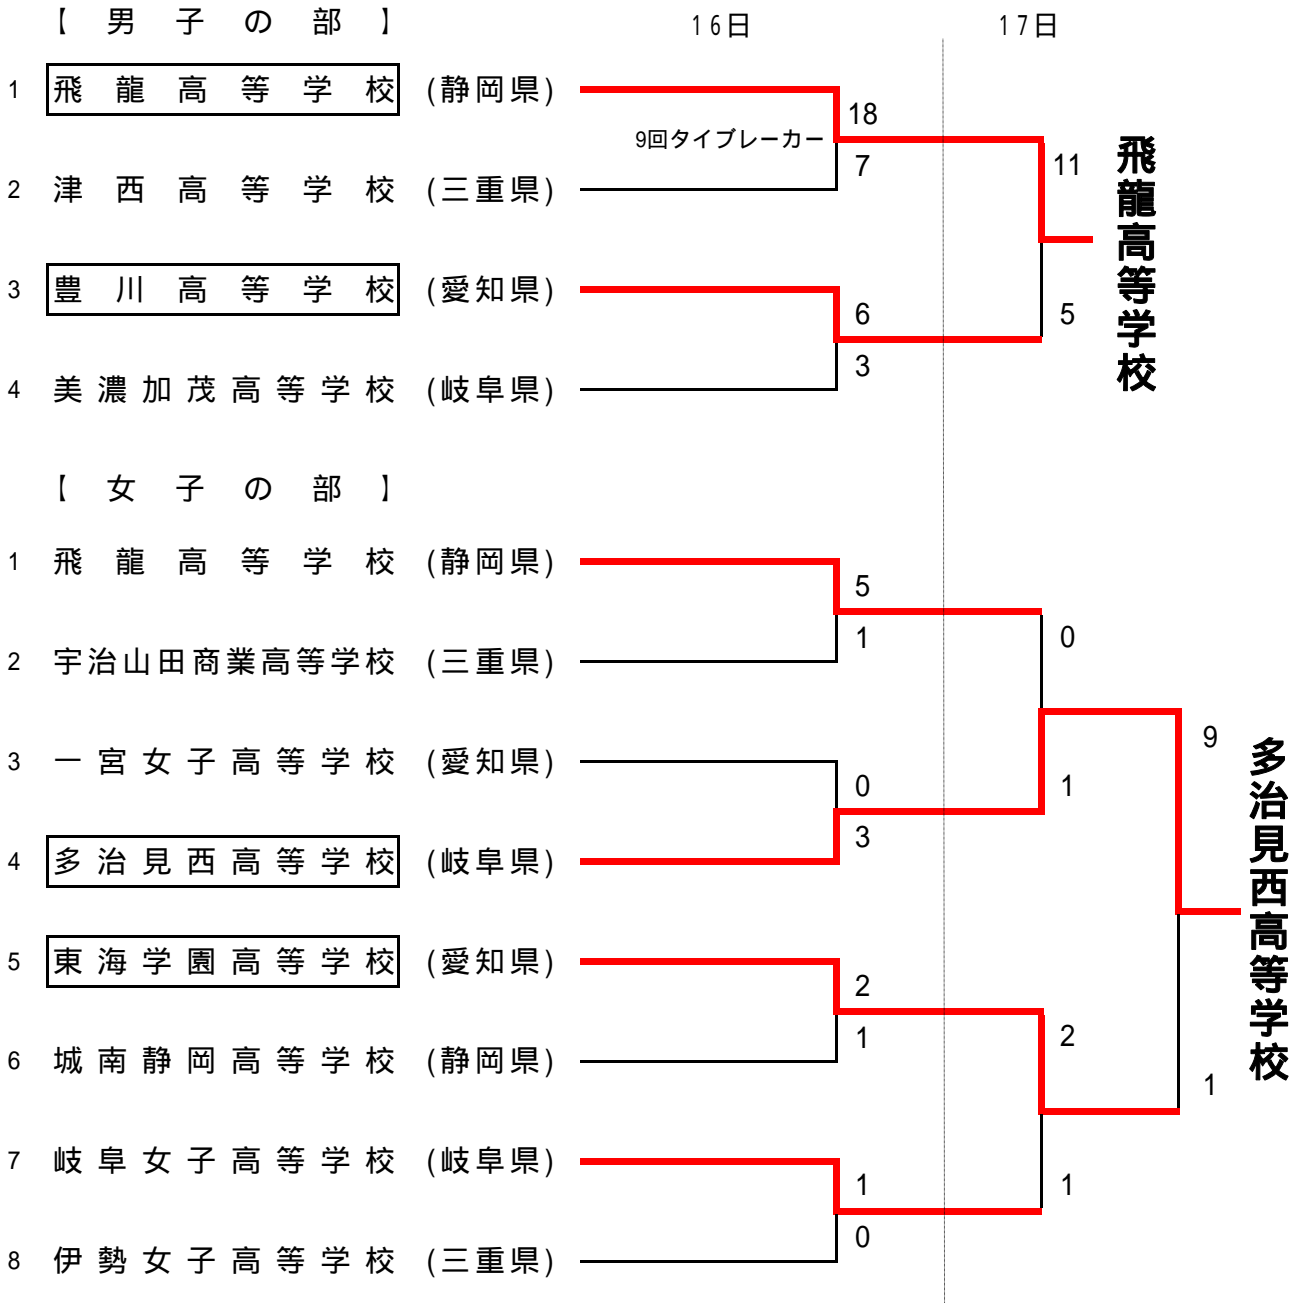 【男子の部】 16日 17日
1 飛龍高等学校 (静岡県)
18
9回タイブレーカー
7
11
2 津西高等学校 (三重県)
飛龍高等学校
3 豊川高等学校 (愛知県)
6
5
3
4 美濃加茂高等学校 (岐阜県)
【女子の部】
1 飛龍高等学校 (静岡県)
5
1
0
2 宇治山田商業高等学校 (三重県)
9
3 一宮女子高等学校 (愛知県)
0
1
3
4 多治見西高等学校 (岐阜県)
多治見西高等学校
5 東海学園高等学校 (愛知県)
2
1
2
6 城南静岡高等学校 (静岡県)
1
7 岐阜女子高等学校 (岐阜県)
1
1
0
8 伊勢女子高等学校 (三重県)